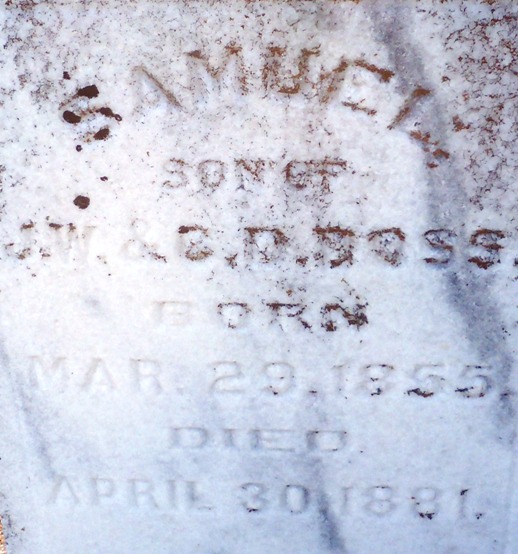 SAMUEL
SON OF
J.W. & C.D. DOSS.
BORN
MAR. 29, 1855.
DIED
APRIL 30, 1881.